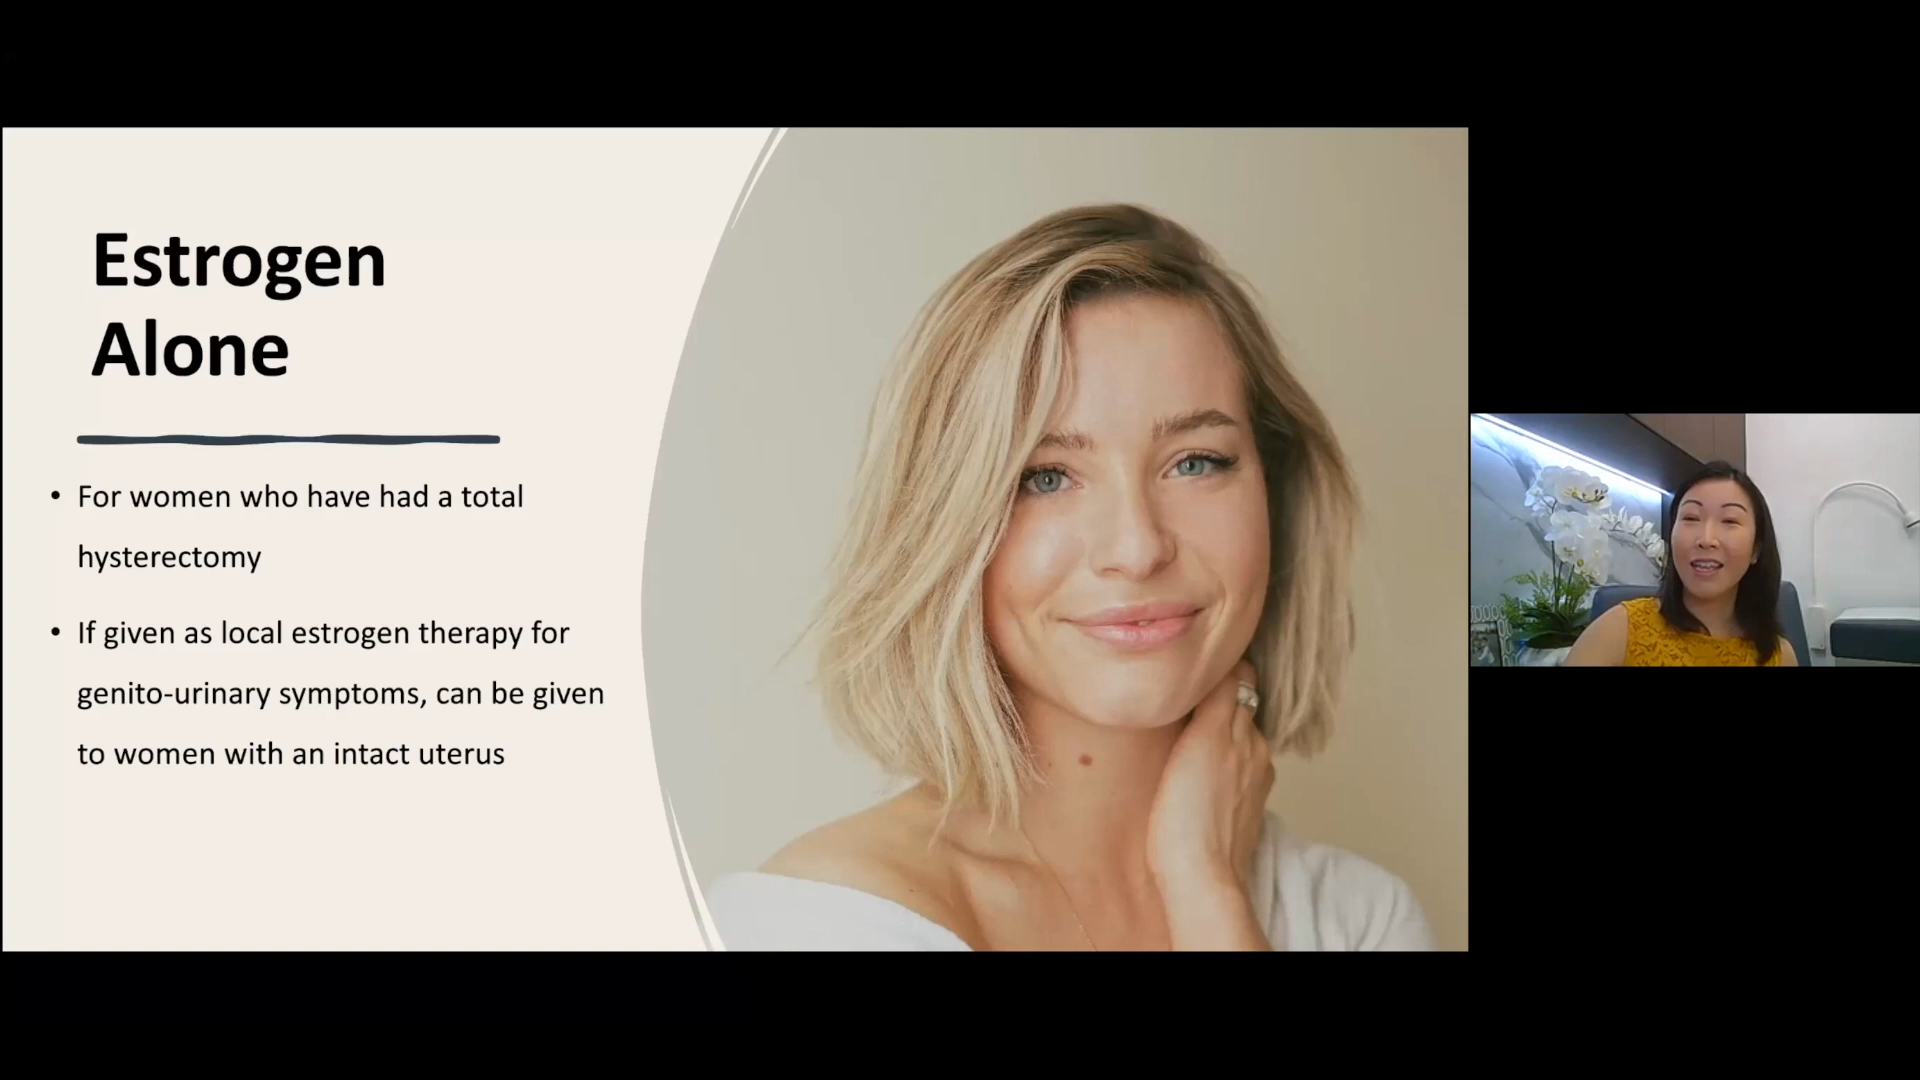 Estrogen
Alone
• For women who have had a total
hysterectomy
• If given as local estrogen therapy for
genito-urinary symptoms, can be given
to women with an intact uterus